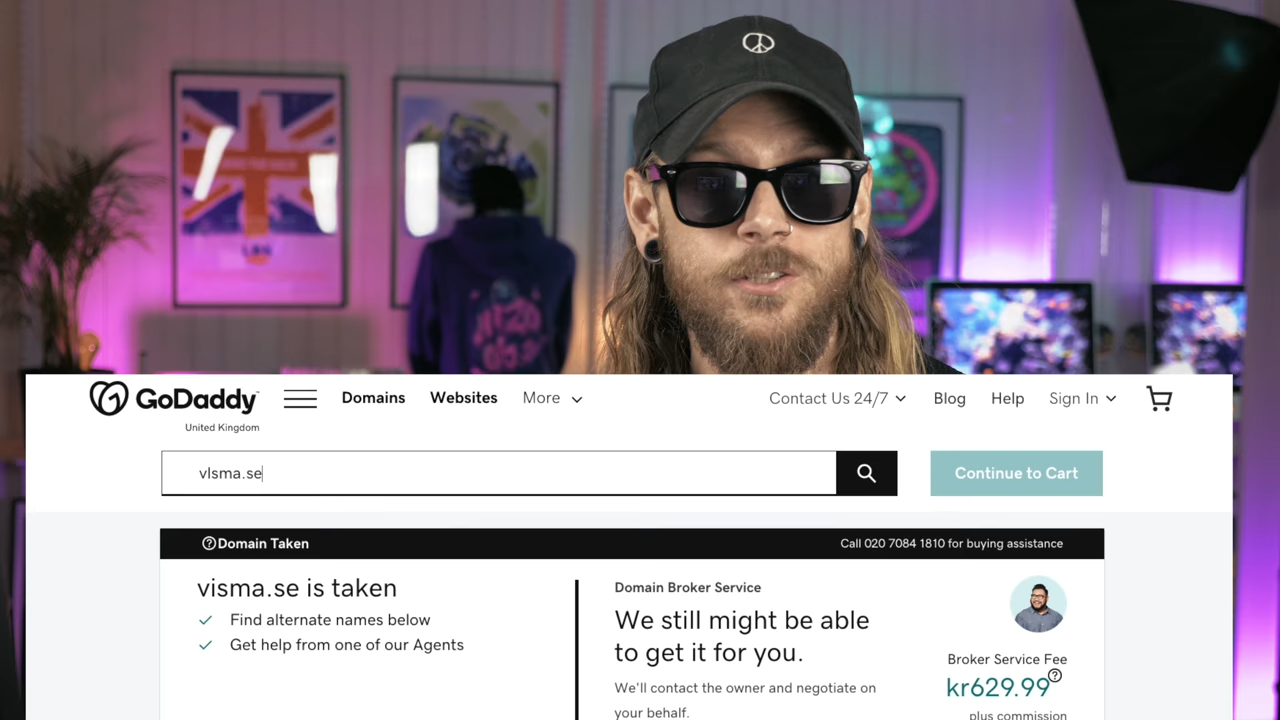 GoDaddy
United Kingdom
Domains Websites More
Contact Us 24/7 Blog Help Sign In
vlsma.se
Continue to Cart
Domain Taken
Call 020 7084 1810 for buying assistance
visma.se is taken
Find alternate names below
Get help from one of our Agents
Domain Broker Service
We still might be able
to get it for you.
We'll contact the owner and negotiate on
your behalf.
Broker Service Fee
kr629.99
plus commission